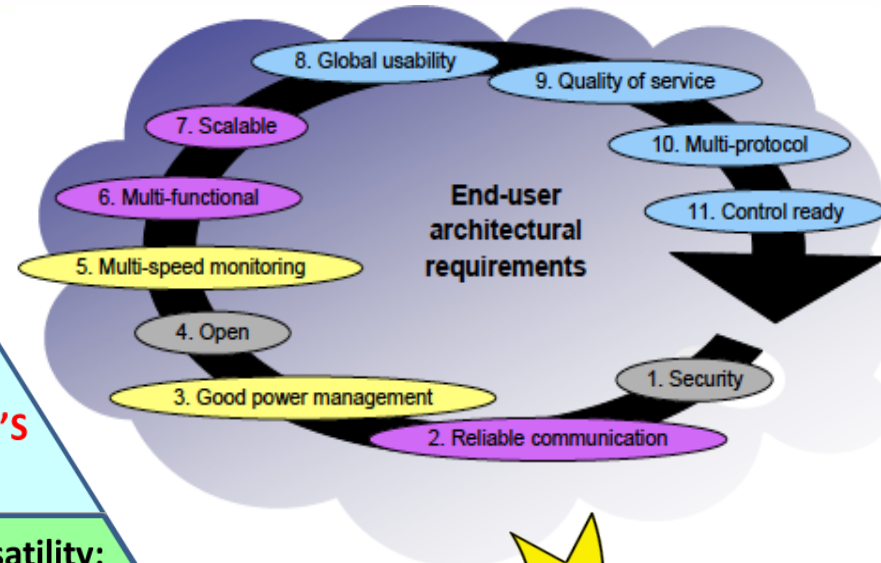 8. Global usability
9. Quality of service
7. Scalable
10. Multi-protocol
6. Multi-functional
End-user
architectural
requirements
11. Control ready
5. Multi-speed monitoring
4. Open
1. Security
3. Good power management
2. Reliable communication
'S
satility: